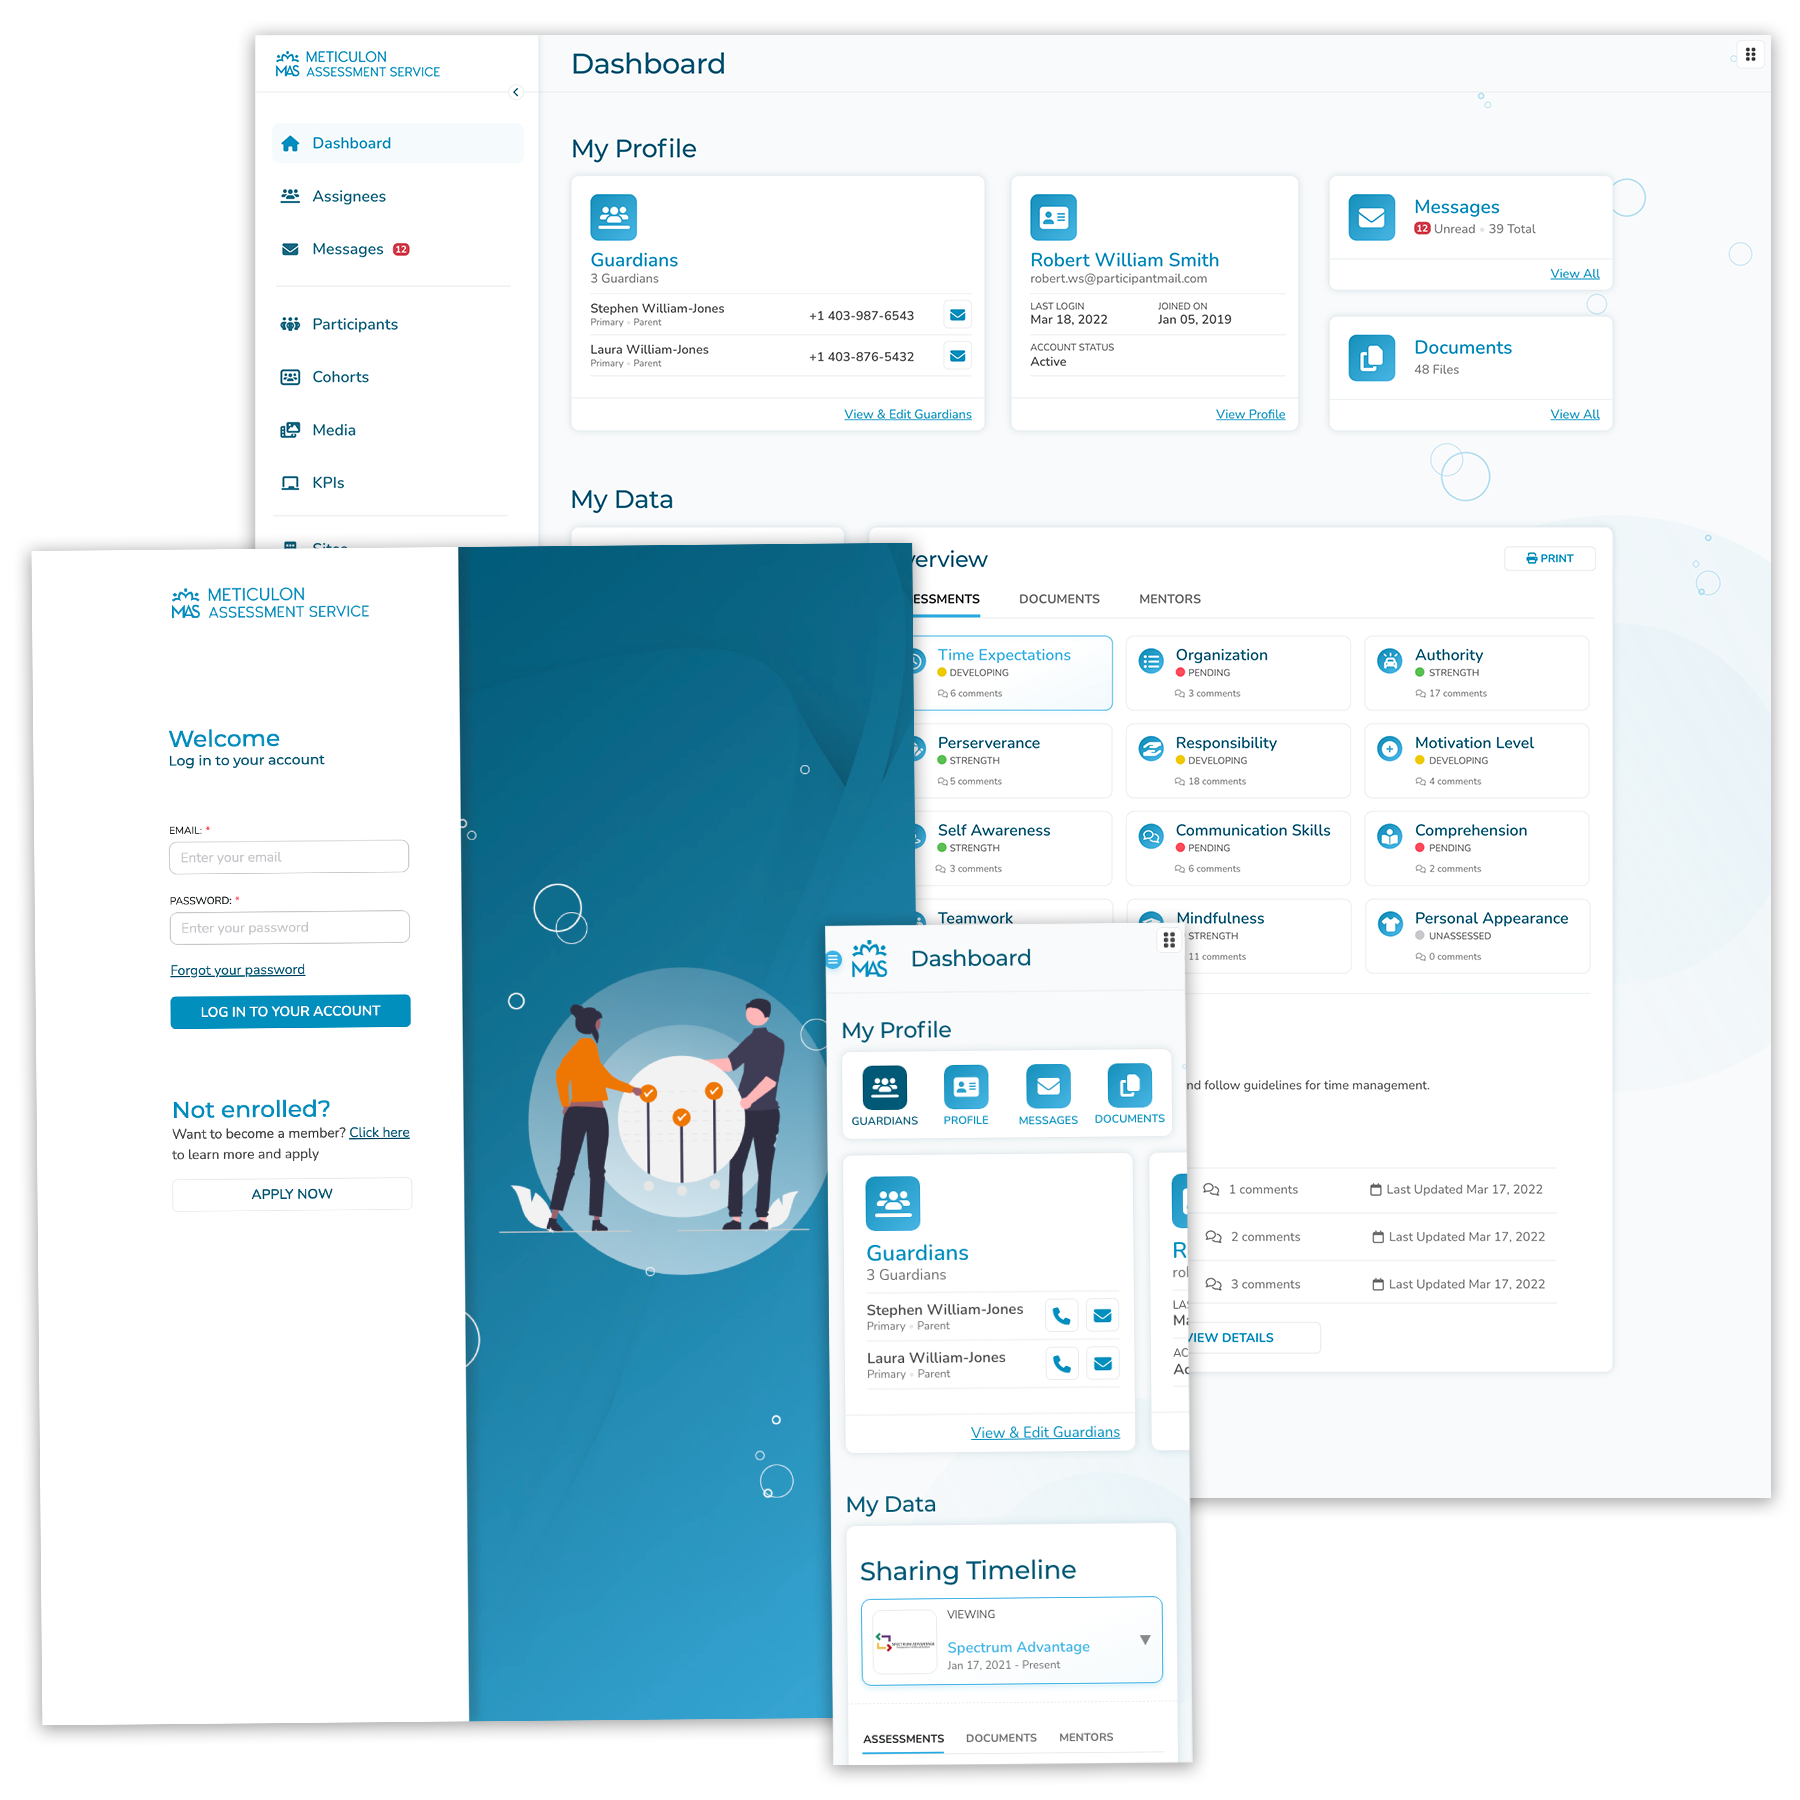 METICULON
MAS ASSESSMENT SERVICE
Dashboard
Dashboard
Assignees
Messages 12
Participants
Cohorts
Media
KPIs
My Profile
Guardians
3 Guardians
Stephen William-Jones
Primary • Parent
+1 403-987-6543
Laura William-Jones
Primary • Parent
+1 403-876-5432
View & Edit Guardians
Robert William Smith
robert.ws@participantmail.com
LAST LOGIN
Mar 18, 2022
JOINED ON
Jan 05, 2019
ACCOUNT STATUS
Active
View Profile
Messages
12 Unread • 39 Total
View All
Documents
48 Files
View All
My Data
verview
PRINT
ESSMENTS DOCUMENTS MENTORS
Time Expectations
DEVELOPING
6 comments
Organization
PENDING
3 comments
Authority
STRENGTH
17 comments
Perserverance
STRENGTH
5 comments
Responsibility
DEVELOPING
18 comments
Motivation Level
DEVELOPING
4 comments
Self Awareness
STRENGTH
3 comments
Communication Skills
PENDING
6 comments
Comprehension
PENDING
2 comments
Teamwork
Mindfulness
STRENGTH
11 comments
Personal Appearance
UNASSESSED
0 comments
nd follow guidelines for time management.
1 comments Last Updated Mar 17, 2022
2 comments Last Updated Mar 17, 2022
3 comments Last Updated Mar 17, 2022
VIEW DETAILS
METICULON
MAS ASSESSMENT SERVICE
Welcome
Log in to your account
EMAIL: *
Enter your email
PASSWORD: *
Enter your password
Forgot your password
LOG IN TO YOUR ACCOUNT
Not enrolled?
Want to become a member? Click here
to learn more and apply
APPLY NOW
MAS
Dashboard
My Profile
GUARDIANS PROFILE MESSAGES DOCUMENTS
Guardians
3 Guardians
Stephen William-Jones
Primary • Parent
Laura William-Jones
Primary • Parent
View & Edit Guardians
R
rol
LA
Ma
AC
Ac
My Data
Sharing Timeline
VIEWING
SPECTRUM ADVANTAGE
Spectrum Advantage
Jan 17, 2021 - Present
ASSESSMENTS DOCUMENTS MENTORS